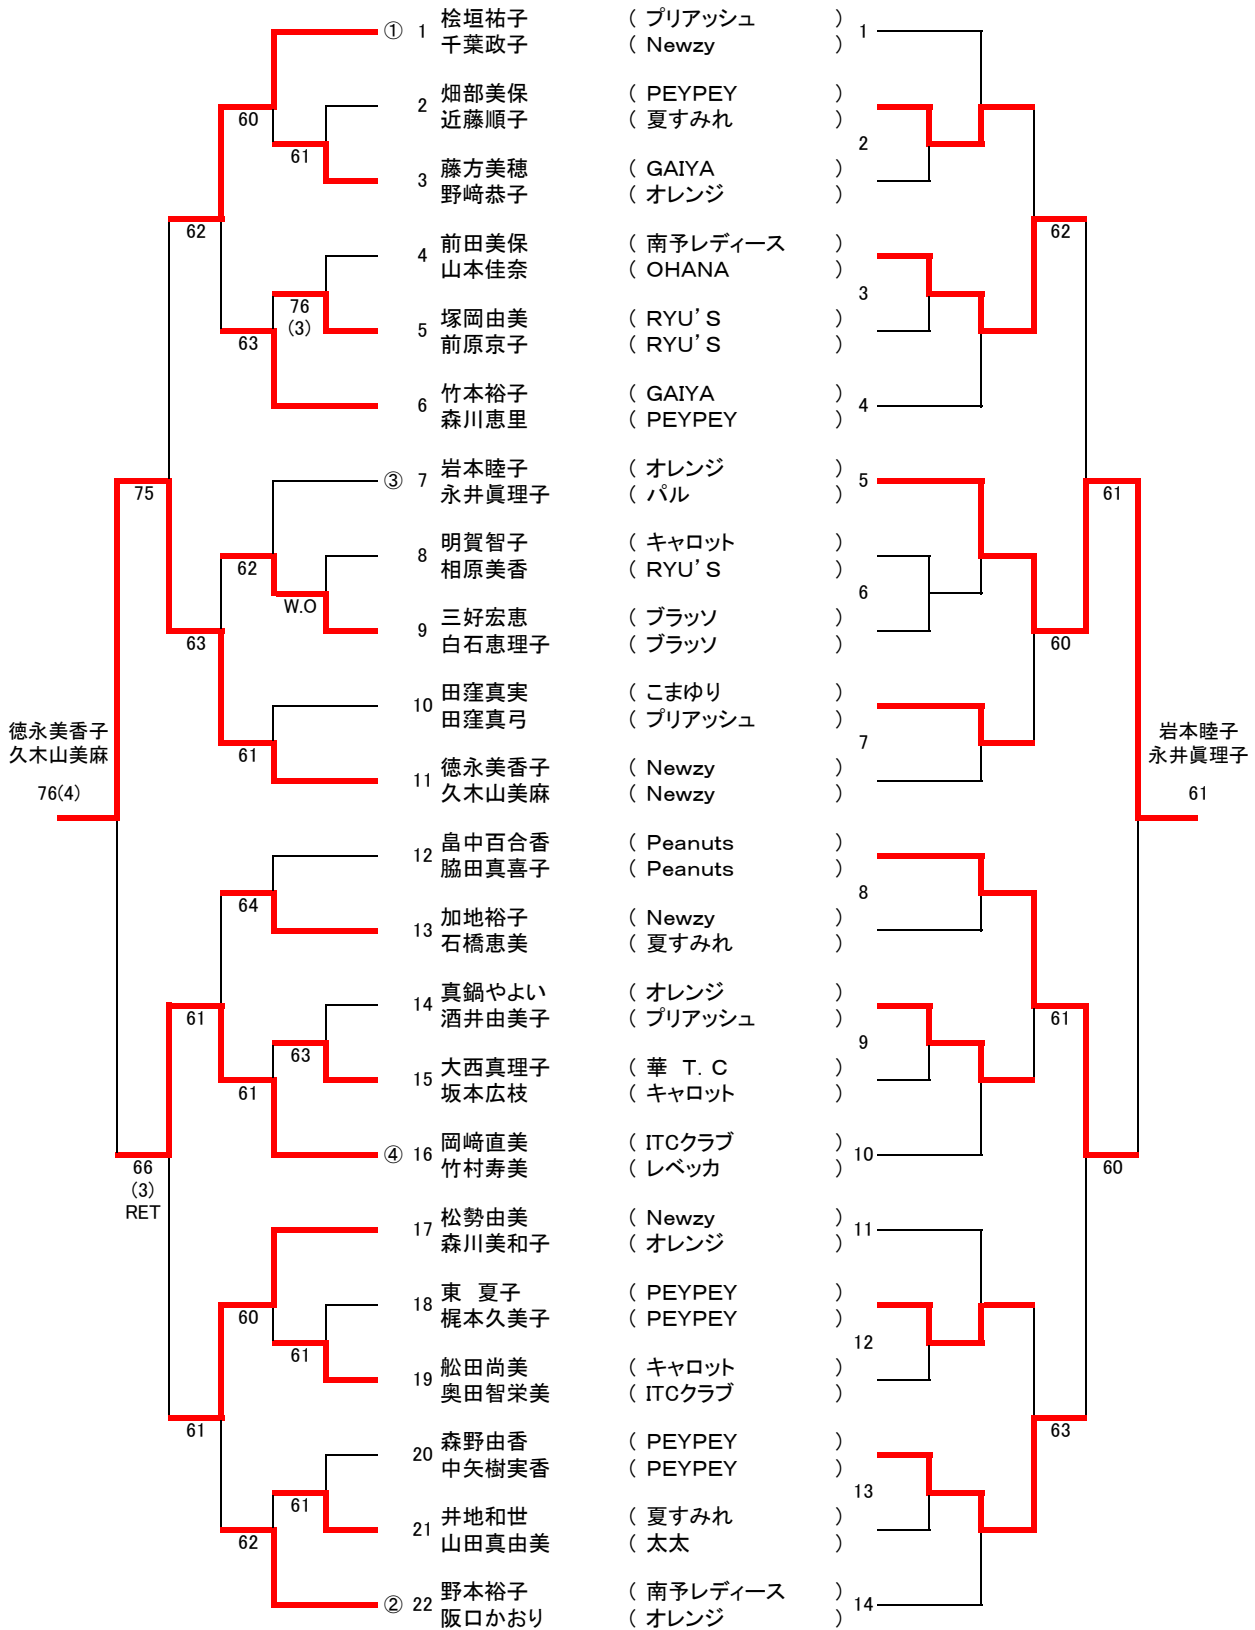 ① 1 桧垣祐子 ( プリアッシュ ) 1
千葉政子 ( Newzy )
2 畑部美保 ( PEYPEY )
近藤順子 ( 夏すみれ )
60
61
2
3 藤方美穂 ( GAIYA )
野﨑恭子 ( オレンジ )
62
62
4 前田美保 ( 南予レディース )
山本佳奈 ( OHANA )
3
76
(3)
5 塚岡由美 ( RYU'S )
前原京子 ( RYU'S )
63
6 竹本裕子 ( GAIYA ) 4
森川恵里 ( PEYPEY )
③ 7 岩本睦子 ( オレンジ ) 5
永井眞理子 ( パル )
75
61
8 明賀智子 ( キャロット )
相原美香 ( RYU'S )
62
W.O
6
9 三好宏恵 ( ブラッソ )
白石恵理子 ( ブラッソ )
63
60
10 田窪真実 ( こまゆり )
田窪真弓 ( プリアッシュ )
徳永美香子
久木山美麻
岩本睦子
永井眞理子
61
7
11 徳永美香子 ( Newzy )
久木山美麻 ( Newzy )
76(4)
61
12 畠中百合香 ( Peanuts )
脇田真喜子 ( Peanuts )
64
8
13 加地裕子 ( Newzy )
石橋恵美 ( 夏すみれ )
14 真鍋やよい ( オレンジ )
酒井由美子 ( プリアッシュ )
61
61
63
9
15 大西真理子 ( 華 T.C )
坂本広枝 ( キャロット )
61
④ 16 岡﨑直美 ( ITCクラブ ) 10
竹村寿美 ( レベッカ )
66
(3)
RET
60
17 松勢由美 ( Newzy ) 11
森川美和子 ( オレンジ )
18 東 夏子 ( PEYPEY )
梶本久美子 ( PEYPEY )
60
61
12
19 舩田尚美 ( キャロット )
奥田智栄美 ( ITCクラブ )
61
63
20 森野由香 ( PEYPEY )
中矢樹実香 ( PEYPEY )
61
13
21 井地和世 ( 夏すみれ )
山田真由美 ( 太太 )
62
② 22 野本裕子 ( 南予レディース ) 14
阪口かおり ( オレンジ )